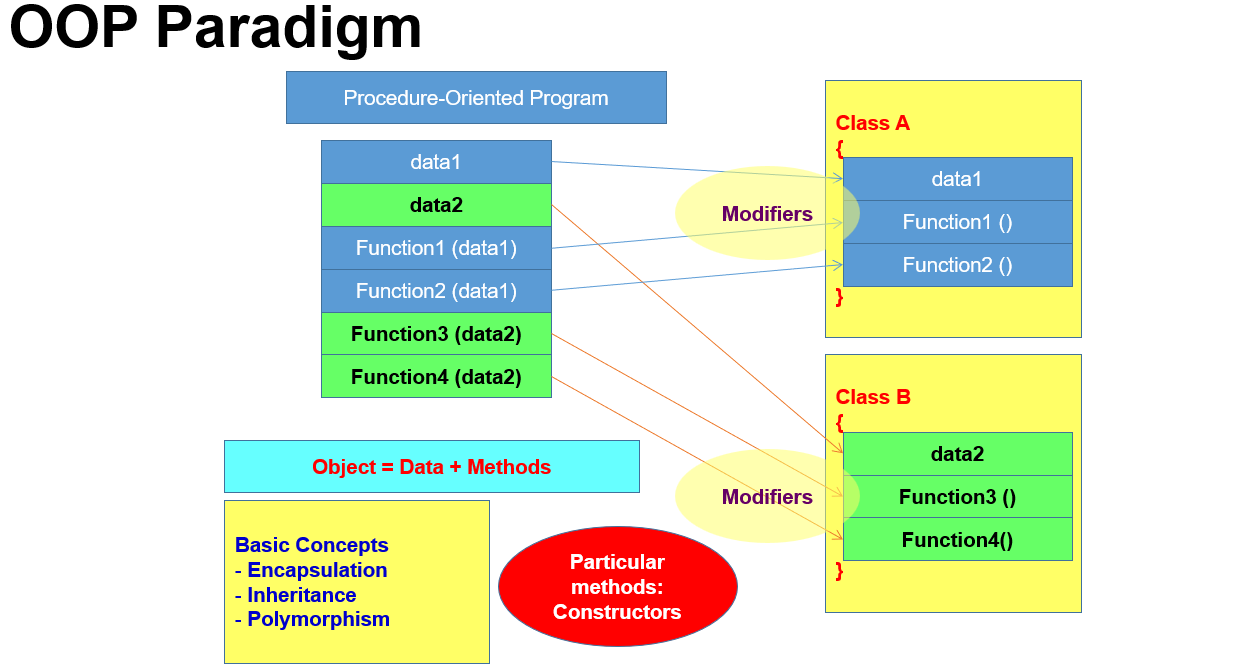 OOP Paradigm
Procedure-Oriented Program
data1
data2
Function1 (data1)
Function2 (data1)
Function3 (data2)
Function4 (data2)
Modifiers
Class A
{
data1
Function1 ()
Function2 ()
}
Modifiers
Class B
{
data2
Function3 ()
Function4()
}
Object = Data + Methods
Basic Concepts
- Encapsulation
- Inheritance
- Polymorphism
Particular
methods:
Constructors